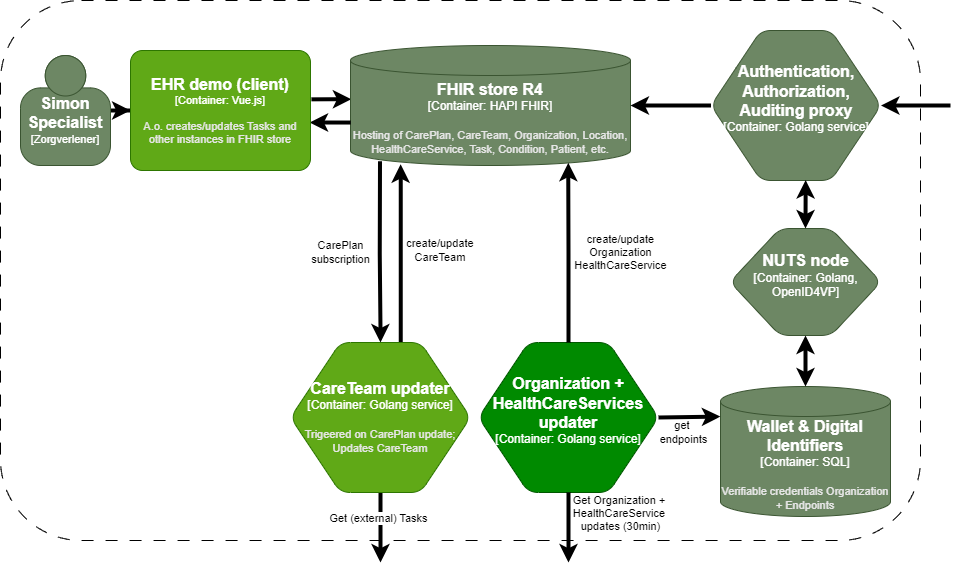 Simon
Specialist
[Zorgverlener]
EHR demo (client)
[Container: Vue.js]
A.o. creates/updates Tasks and
other instances in FHIR store
FHIR store R4
[Container: HAPI FHIR]
Hosting of CarePlan, CareTeam, Organization, Location,
HealthCareService, Task, Condition, Patient, etc.
Authentication,
Authorization,
Auditing proxy
[Container: Golang service]
CarePlan
subscription
create/update
CareTeam
create/update
Organization
HealthCareService
NUTS node
[Container: Golang,
OpenID4VP]
CareTeam updater
[Container: Golang service]
Trigeered on CarePlan update;
Updates CareTeam
Organization +
HealthCareServices
updater
[Container: Golang service]
get
endpoints
Wallet & Digital
Identifiers
[Container: SQL]
Verifiable credentials Organization
+ Endpoints
Get (external) Tasks
Get Organization +
HealthCareService
updates (30min)